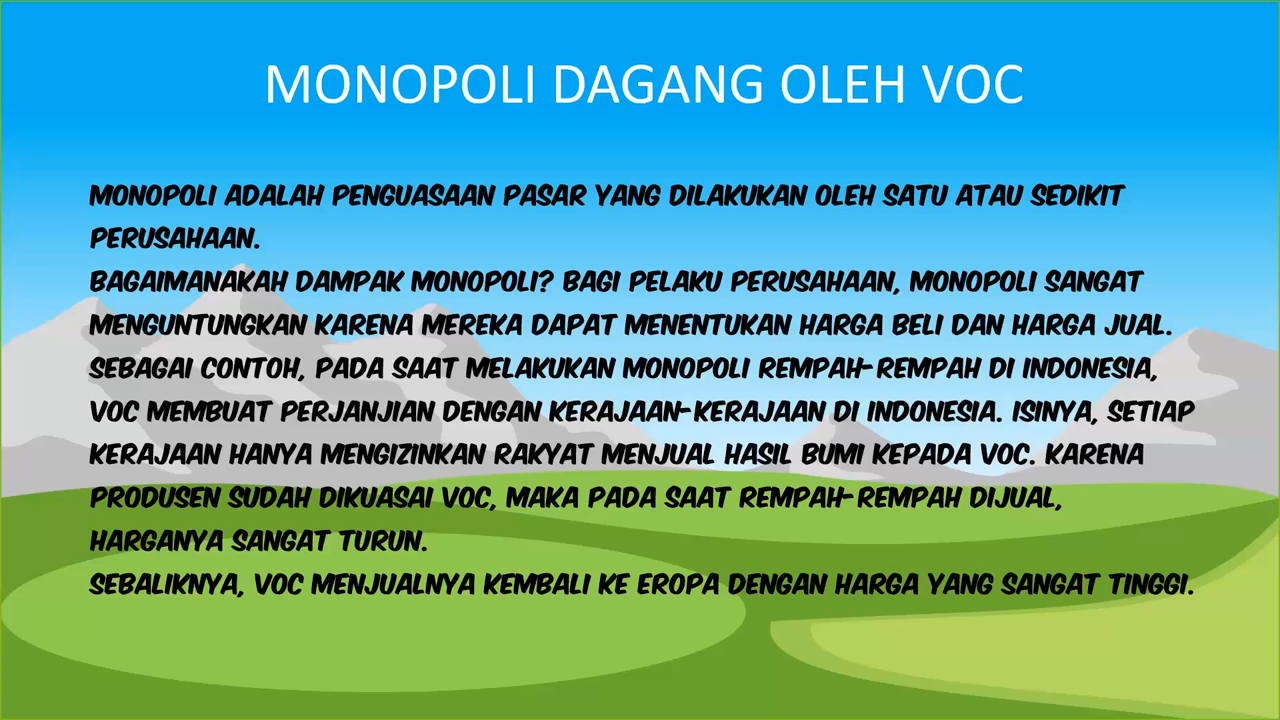 MONOPOLI DAGANG OLEH VOC
MONOPOLI ADALAH PENGUASAAN PASAR YANG DILAKUKAN OLEH SATU ATAU SEDIKIT
PERUSAHAAN.
BAGAIMANAKAH DAMPAK MONOPOLI? BAGI PELAKU PERUSAHAAN, MONOPOLI SANGAT
MENGUNTUNGKAN KARENA MEREKA DAPAT MENENTUKAN HARGA BELI DAN HARGA JUAL.
SEBAGAI CONTOH, PADA SAAT MELAKUKAN MONOPOLI REMPAH-REMPAH DI INDONESIA,
VOC MEMBUAT PERJANJIAN DENGAN KERAJAAN-KERAJAAN DI INDONESIA. ISINYA, SETIAP
KERAJAAN HANYA MENGIZINKAN RAKYAT MENJUAL HASIL BUMI KEPADA VOC. KARENA
PRODUSEN SUDAH DIKUASAI VOC, MAKA PADA SAAT REMPAH-REMPAH DIJUAL,
HARGANYA SANGAT TURUN.
SEBALIKNYA, VOC MENJUALNYA KEMBALI KE EROPA DENGAN HARGA YANG SANGAT TINGGI.